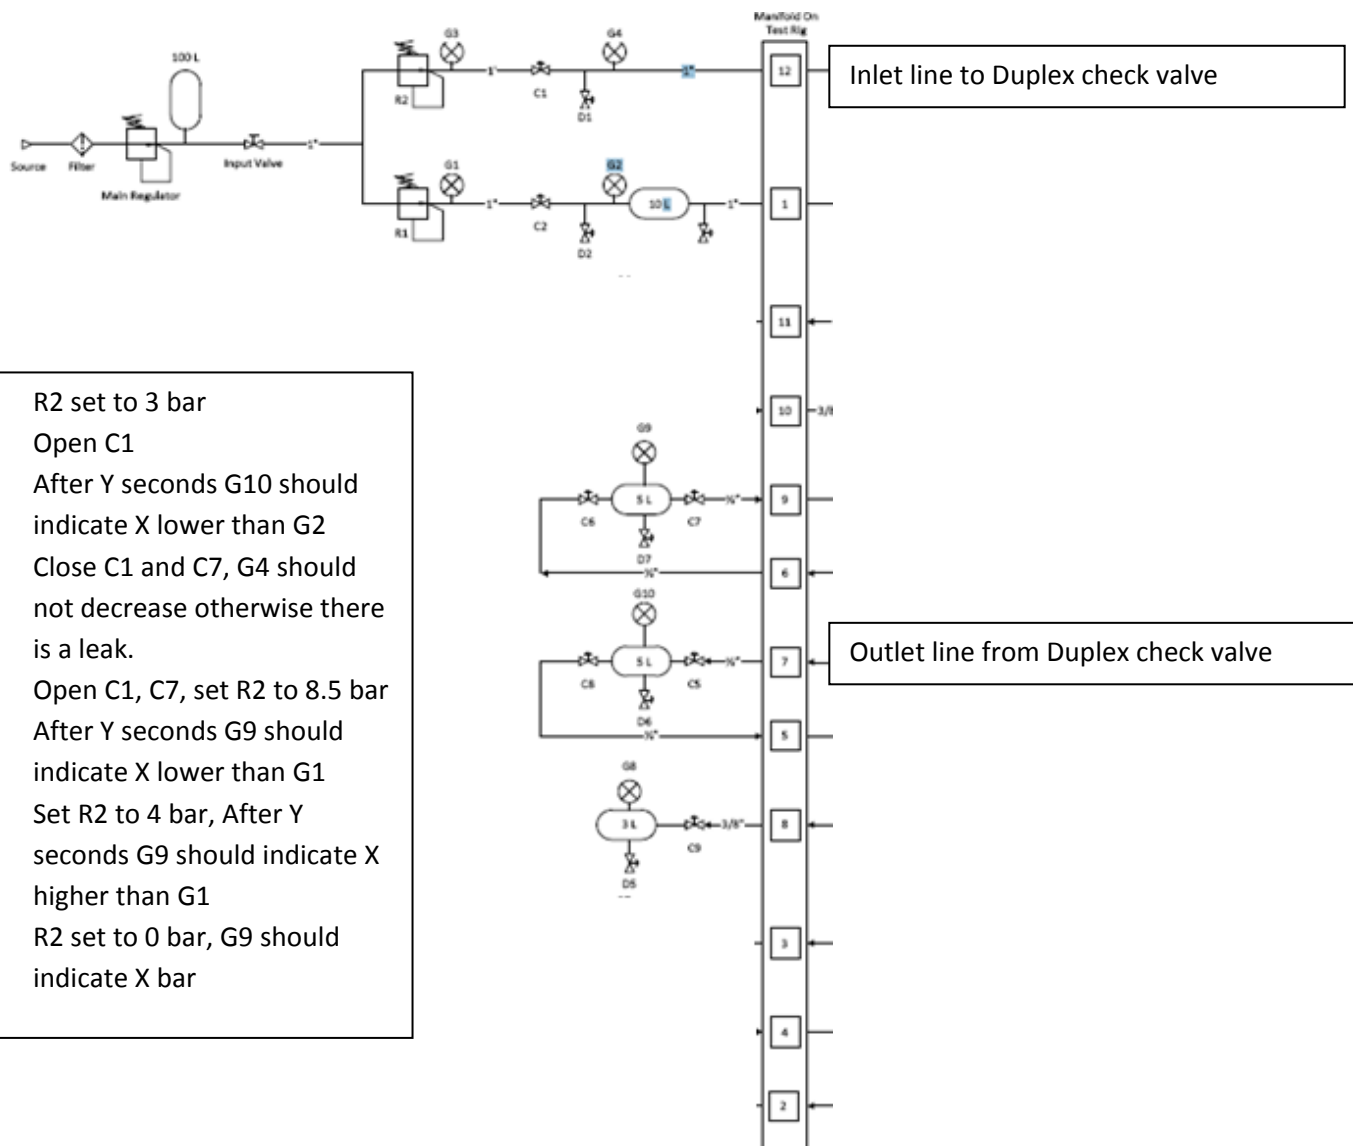 Manifold On
Test Rig
100 L
G3
G4
12
Inlet line to Duplex check valve
1"
1"
R2
C1
D1
Source
Filter
Main Regulator
Input Valve
1"
G1
G2
10 L
1"
1"
1
R1
C2
D2
11
10
3/8
R2 set to 3 bar
Open C1
After Y seconds G10 should
indicate X lower than G2
Close C1 and C7, G4 should
not decrease otherwise there
is a leak.
Open C1, C7, set R2 to 8.5 bar
After Y seconds G9 should
indicate X lower than G1
Set R2 to 4 bar, After Y
seconds G9 should indicate X
higher than G1
R2 set to 0 bar, G9 should
indicate X bar
G9
5 L
9
C6
C7
D7
6
G10
5 L
7
Outlet line from Duplex check valve
C5
D6
5
G8
3 L
3/8"
8
C9
D5
3
4
2